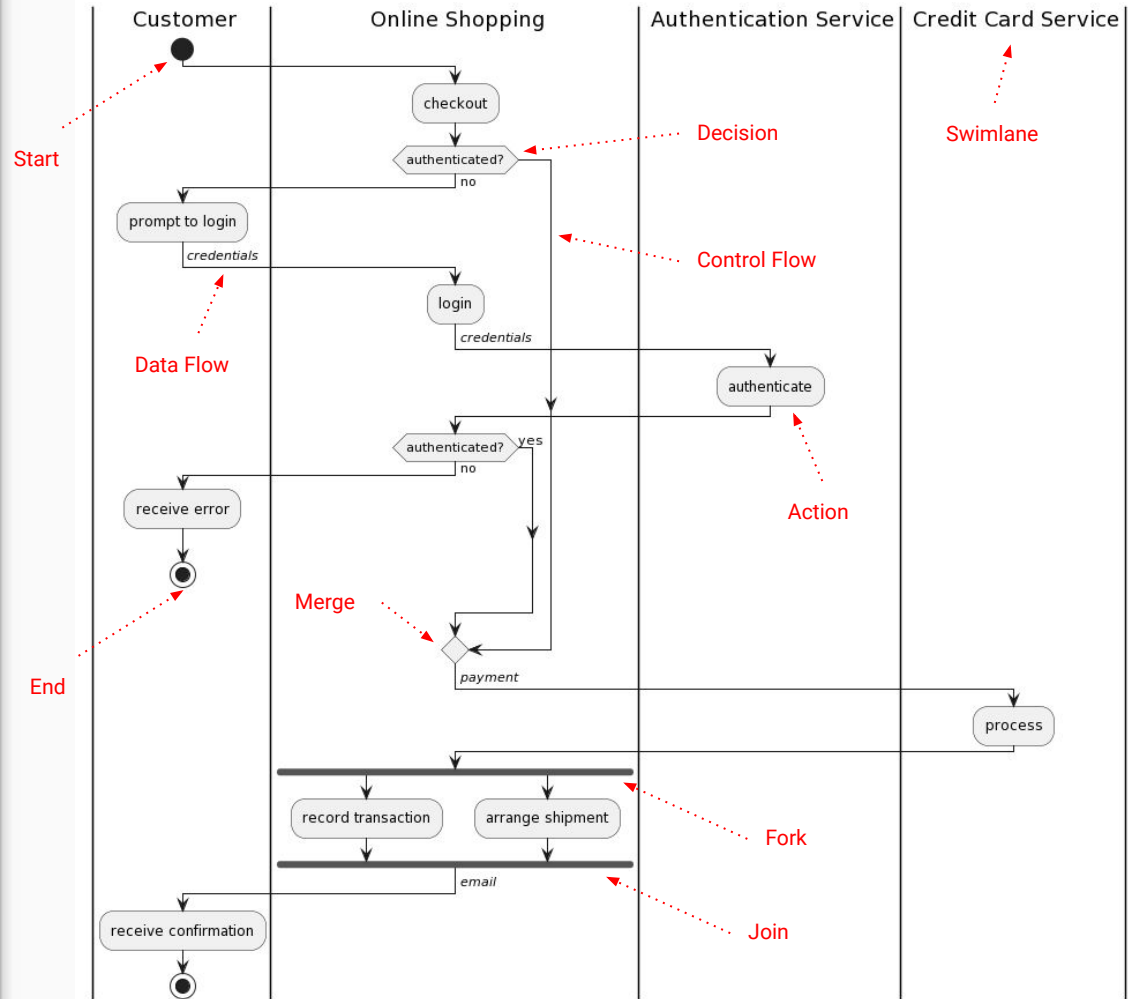 Customer
Online Shopping
Authentication Service
Credit Card Service
checkout
Decision
Swimlane
Start
authenticated?
no
prompt to login
credentials
Control Flow
login
credentials
Data Flow
authenticate
authenticated?
yes
no
receive error
Action
Merge
payment
End
process
record transaction
arrange shipment
Fork
email
receive confirmation
Join